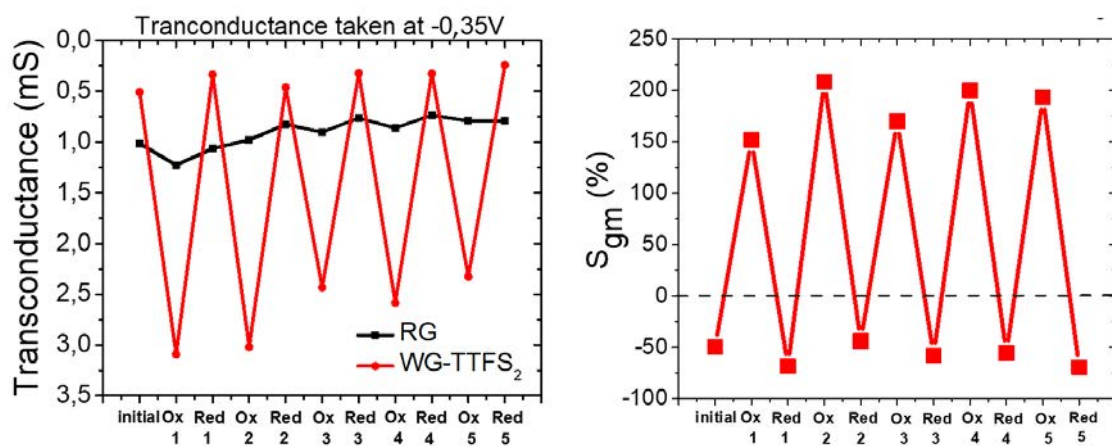 Tranconductance taken at -0,35V
Transconductance (mS)
0,0
0,5
1,0
1,5
2,0
2,5
3,0
3,5
RG
WG-TTFS₂
initial Ox Red Ox Red Ox Red Ox Red Ox Red
1 1 2 2 3 3 4 4 5 5
S_gm (%)
250
200
150
100
50
0
-50
-100
initial Ox Red Ox Red Ox Red Ox Red Ox Red
1 1 2 2 3 3 4 4 5 5